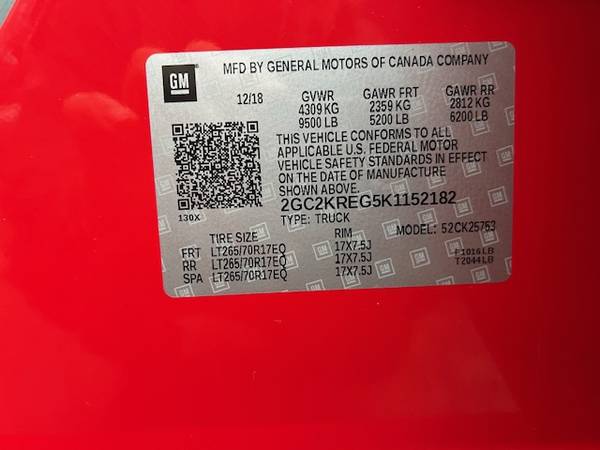 GM
MFD BY GENERAL MOTORS OF CANADA COMPANY
12/18 GVWR GAWR FRT GAWR RR
4309 KG 2359 KG 2812 KG
9500 LB 5200 LB 6200 LB
THIS VEHICLE CONFORMS TO ALL
APPLICABLE U.S. FEDERAL MOTOR
VEHICLE SAFETY STANDARDS IN EFFECT
ON THE DATE OF MANUFACTURE
SHOWN ABOVE.
130X
2GC2KREG5K1152182
TYPE: TRUCK MODEL: 52CK25753
TIRE SIZE RIM
FRT LT265/70R17EQ 17X7.5J F1016LB
RR LT265/70R17EQ 17X7.5J T2044LB
SPA LT265/70R17EQ 17X7.5J